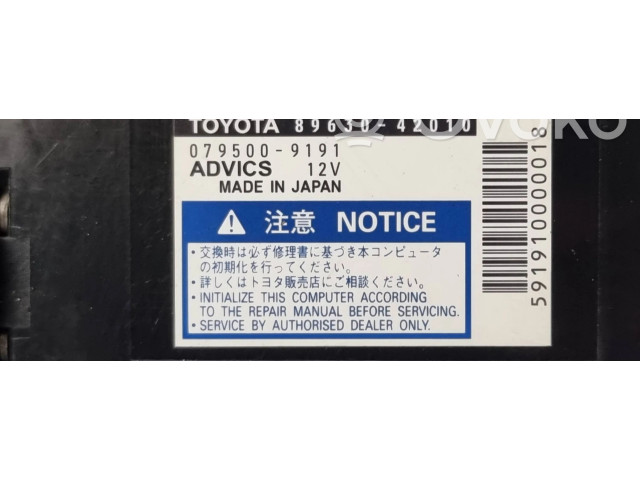 TOYOTA 89630-42010
079500-9191
ADVICS 12V
MADE IN JAPAN
注意 NOTICE
・交換時は必ず修理書に基づき本コンピュータ
の初期化を行ってください。
・詳しくはトヨタ販売店にご相談ください。
・INITIALIZE THIS COMPUTER ACCORDING
TO THE REPAIR MANUAL BEFORE SERVICING.
・SERVICE BY AUTHORISED DEALER ONLY.
5919100000018